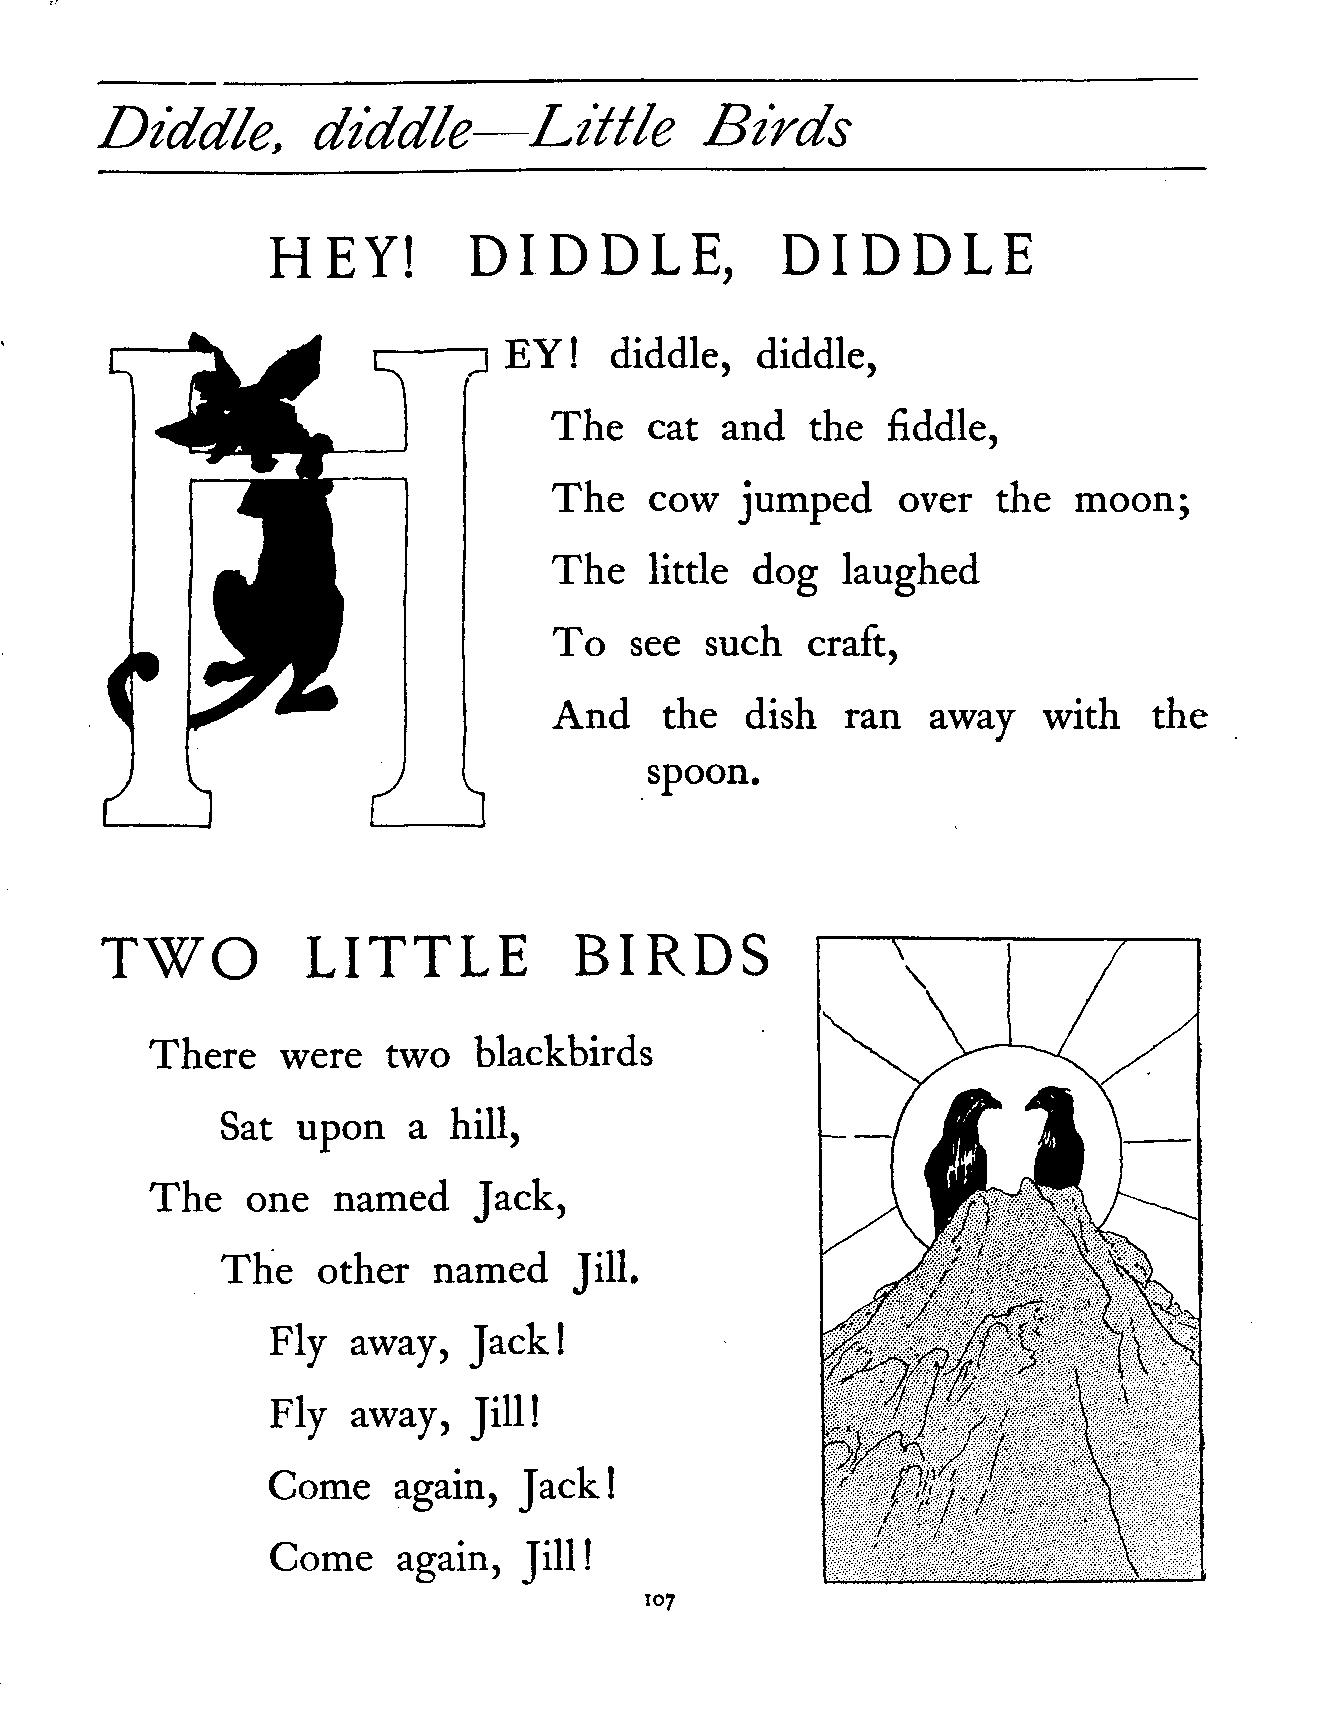 Diddle, diddle—Little Birds
HEY! DIDDLE, DIDDLE
HEY! diddle, diddle,
The cat and the fiddle,
The cow jumped over the moon;
The little dog laughed
To see such craft,
And the dish ran away with the
spoon.
TWO LITTLE BIRDS
There were two blackbirds
Sat upon a hill,
The one named Jack,
The other named Jill.
Fly away, Jack!
Fly away, Jill!
Come again, Jack!
Come again, Jill!
107